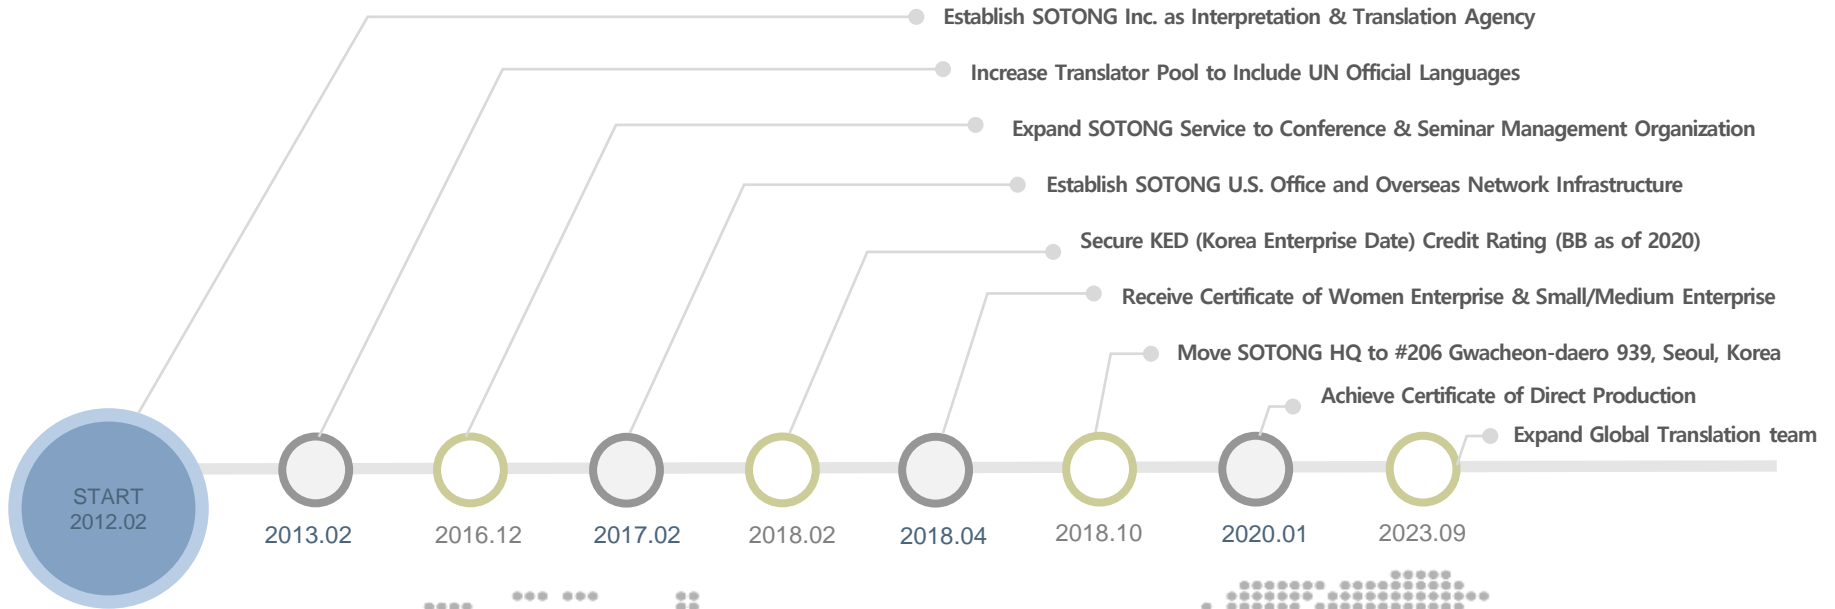 Establish SOTONG Inc. as Interpretation & Translation Agency
Increase Translator Pool to Include UN Official Languages
Expand SOTONG Service to Conference & Seminar Management Organization
Establish SOTONG U.S. Office and Overseas Network Infrastructure
Secure KED (Korea Enterprise Date) Credit Rating (BB as of 2020)
Receive Certificate of Women Enterprise & Small/Medium Enterprise
Move SOTONG HQ to #206 Gwacheon-daero 939, Seoul, Korea
Achieve Certificate of Direct Production
Expand Global Translation team
START
2012.02
2013.02
2016.12
2017.02
2018.02
2018.04
2018.10
2020.01
2023.09